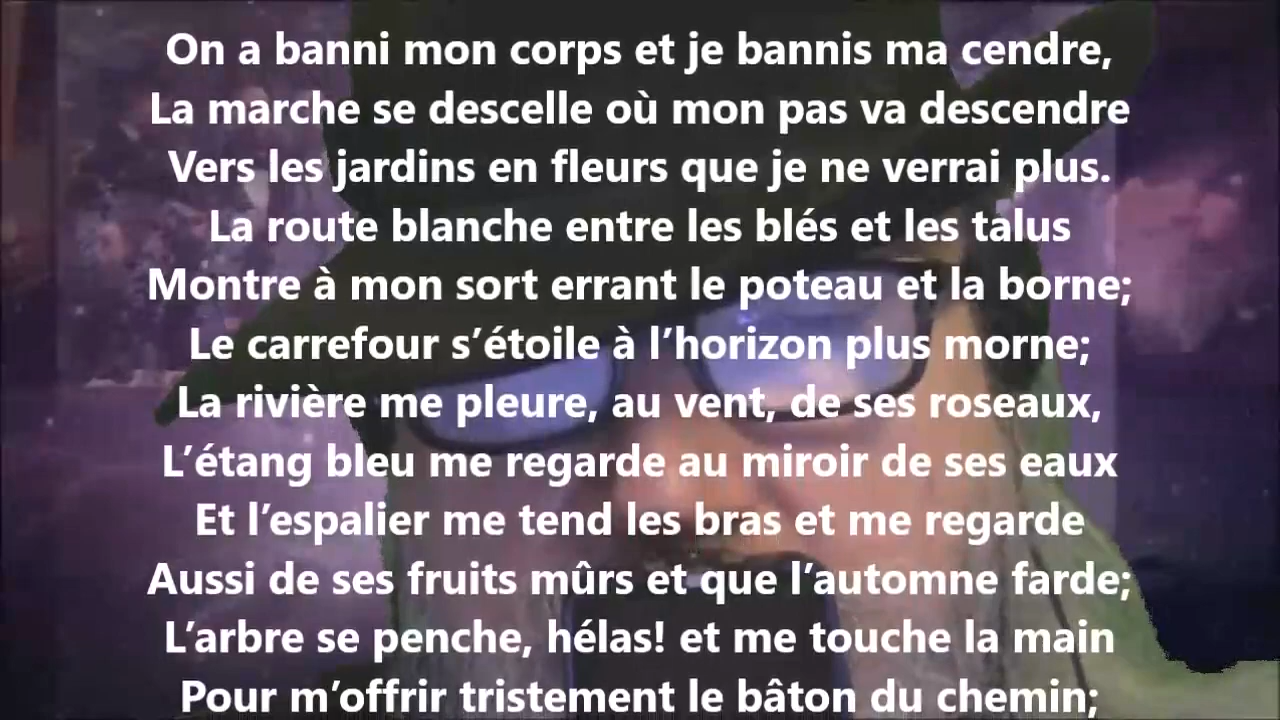 On a banni mon corps et je bannis ma cendre,
La marche se descelle où mon pas va descendre
Vers les jardins en fleurs que je ne verrai plus.
La route blanche entre les blés et les talus
Montre à mon sort errant le poteau et la borne;
Le carrefour s’étoile à l’horizon plus morne;
La rivière me pleure, au vent, de ses roseaux,
L’étang bleu me regarde au miroir de ses eaux
Et l’espalier me tend les bras et me regarde
Aussi de ses fruits mûrs et que l’automne farde;
L’arbre se penche, hélas! et me touche la main
Pour m’offrir tristement le bâton du chemin;